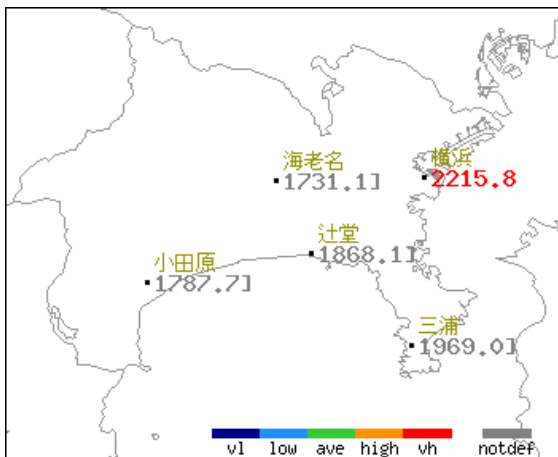 海老名
1731.1]
横浜
2215.8
辻堂
1868.1]
小田原
1787.7]
三浦
1969.0]
vl low ave high vh notdef